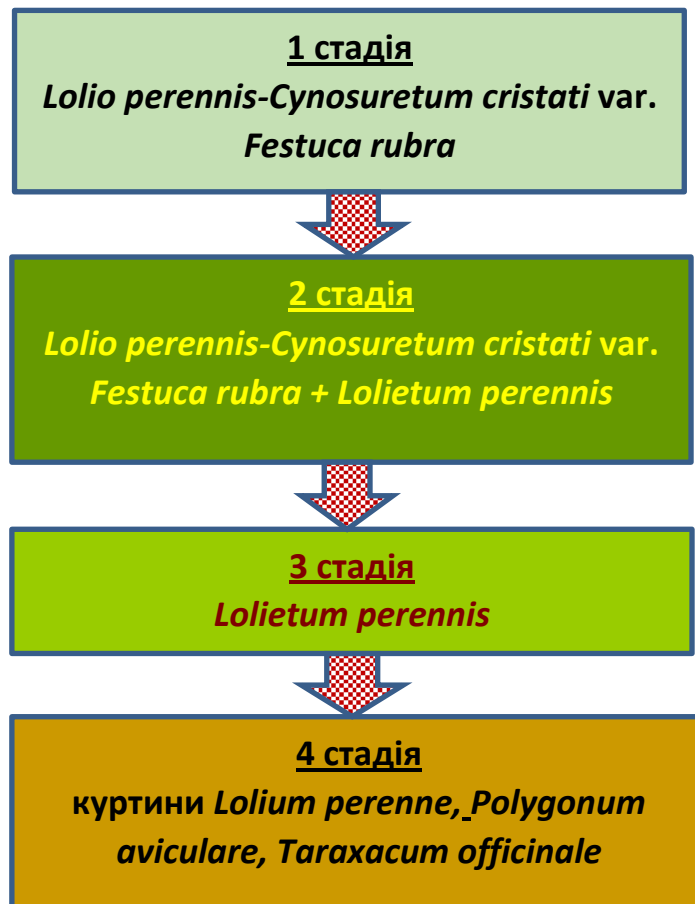 1 стадія
Lolio perennis-Cynosuretum cristati var.
Festuca rubra
2 стадія
Lolio perennis-Cynosuretum cristati var.
Festuca rubra + Lolietum perennis
3 стадія
Lolietum perennis
4 стадія
куртини Lolium perenne, Polygonum
aviculare, Taraxacum officinale